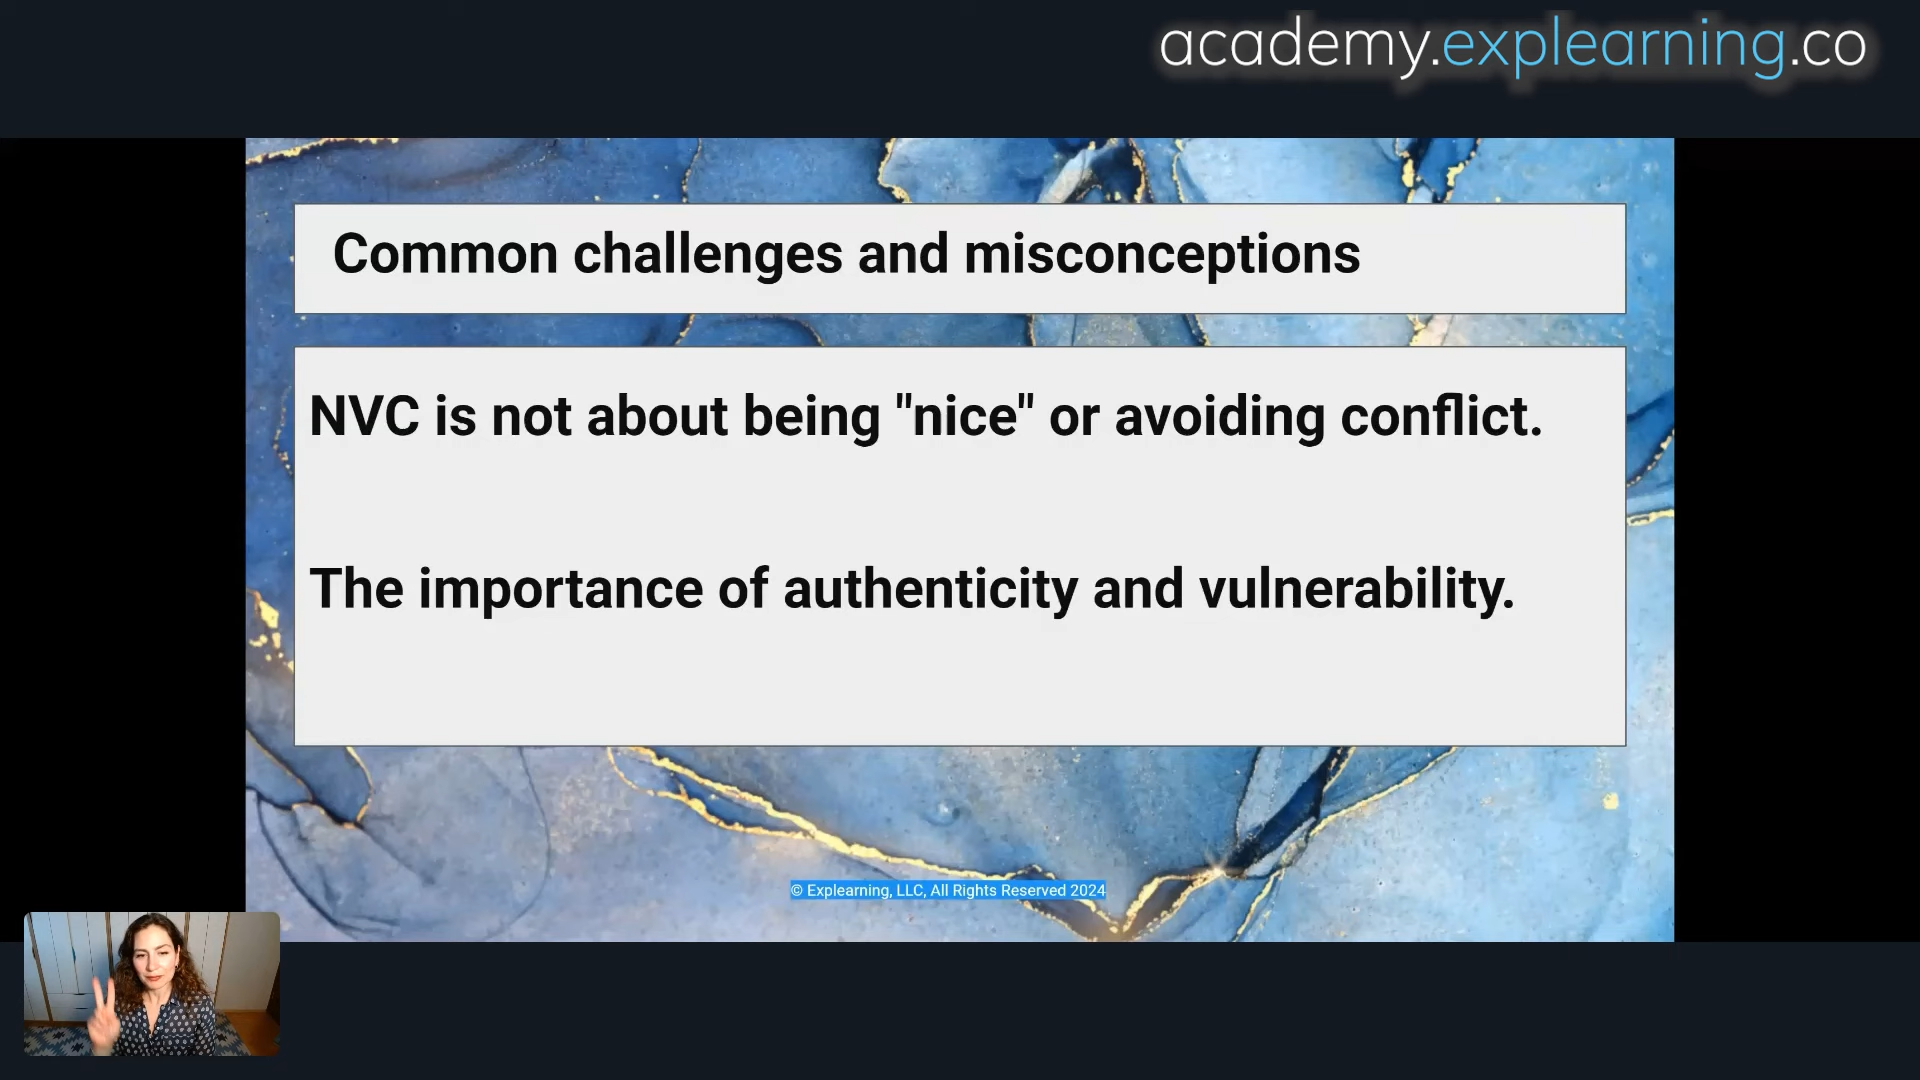 academy.explearning.co
Common challenges and misconceptions
NVC is not about being "nice" or avoiding conflict.
The importance of authenticity and vulnerability.
© Explearning, LLC, All Rights Reserved 2024